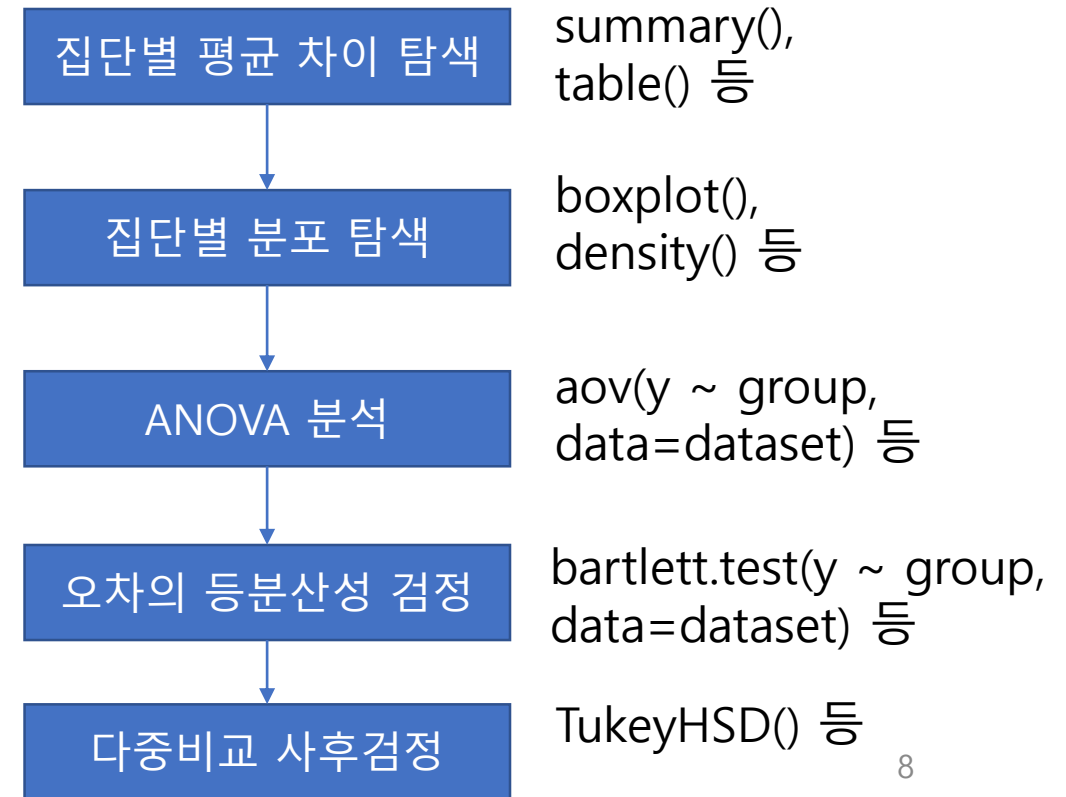 집단별 평균 차이 탐색
summary(),
table() 등
집단별 분포 탐색
boxplot(),
density() 등
ANOVA 분석
aov(y ~ group,
data=dataset) 등
오차의 등분산성 검정
bartlett.test(y ~ group,
data=dataset) 등
다중비교 사후검정
TukeyHSD() 등
8